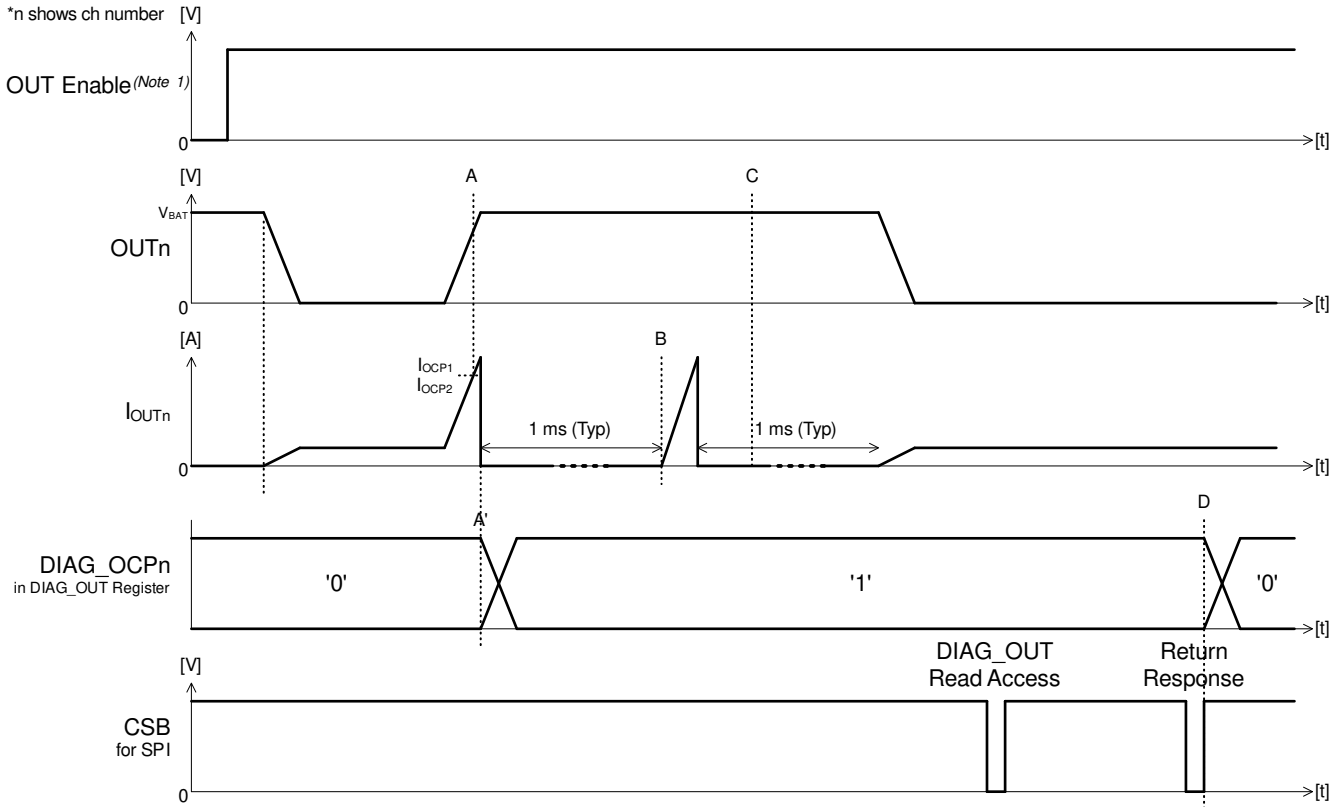 *n shows ch number
[V]
OUT Enable(Note 1)
0
[t]
[V]
A
C
VBAT
OUTn
0
[t]
[A]
B
IOCP1
IOCP2
IOUTn
1 ms (Typ)
1 ms (Typ)
0
[t]
A'
D
DIAG_OCPn
in DIAG_OUT Register
'0'
'1'
'0'
[t]
[V]
DIAG_OUT
Read Access
Return
Response
CSB
for SPI
0
[t]